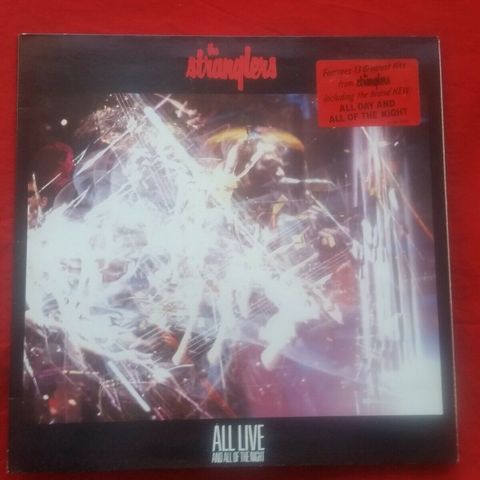 the
stranglers
Features 13 Greatest Hits
from stranglers
including the brand NEW
ALL DAY AND
ALL OF THE NIGHT
ALL LIVE
AND ALL OF THE NIGHT